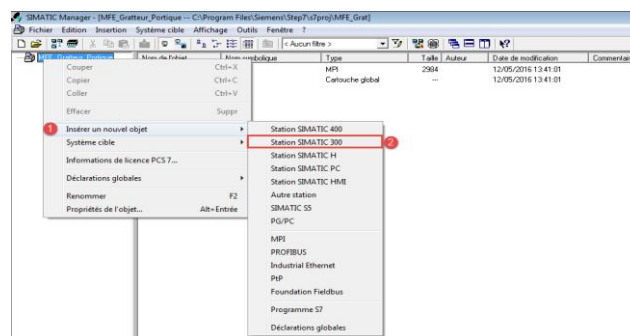 SIMATIC Manager - [MFE_Gratteur_Portique -- C:\Program Files\Siemens\Step7\s7proj\MFE_Grat]
Fichier Edition Insertion Système cible Affichage Outils Fenêtre ?
< Aucun filtre >
MFE_Gratteur_Portique Nom de l'objet Nom symbolique Type Taille Auteur Date de modification Commentaire
MPI 2984 12/05/2016 13:41:01
Cartouche global --- 12/05/2016 13:41:01
Couper Ctrl+X
Copier Ctrl+C
Coller Ctrl+V
Effacer Suppr
1 Insérer un nouvel objet
Système cible
Informations de licence PCS 7...
Déclarations globales
Renommer F2
Propriétés de l'objet... Alt+Entrée
Station SIMATIC 400
Station SIMATIC 300 2
Station SIMATIC H
Station SIMATIC PC
Station SIMATIC HMI
Autre station
SIMATIC S5
PG/PC
MPI
PROFIBUS
Industrial Ethernet
PtP
Foundation Fieldbus
Programme S7
Déclarations globales